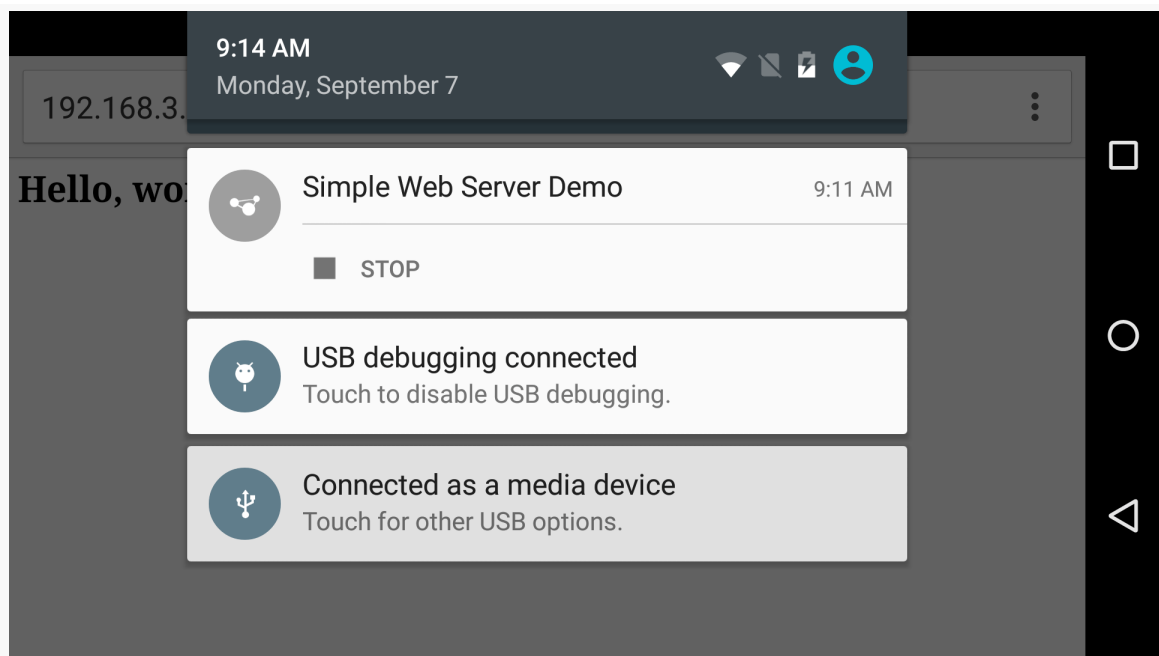 9:14 AM
Monday, September 7
192.168.3.
Hello, wo
Simple Web Server Demo 9:11 AM
STOP
USB debugging connected
Touch to disable USB debugging.
Connected as a media device
Touch for other USB options.